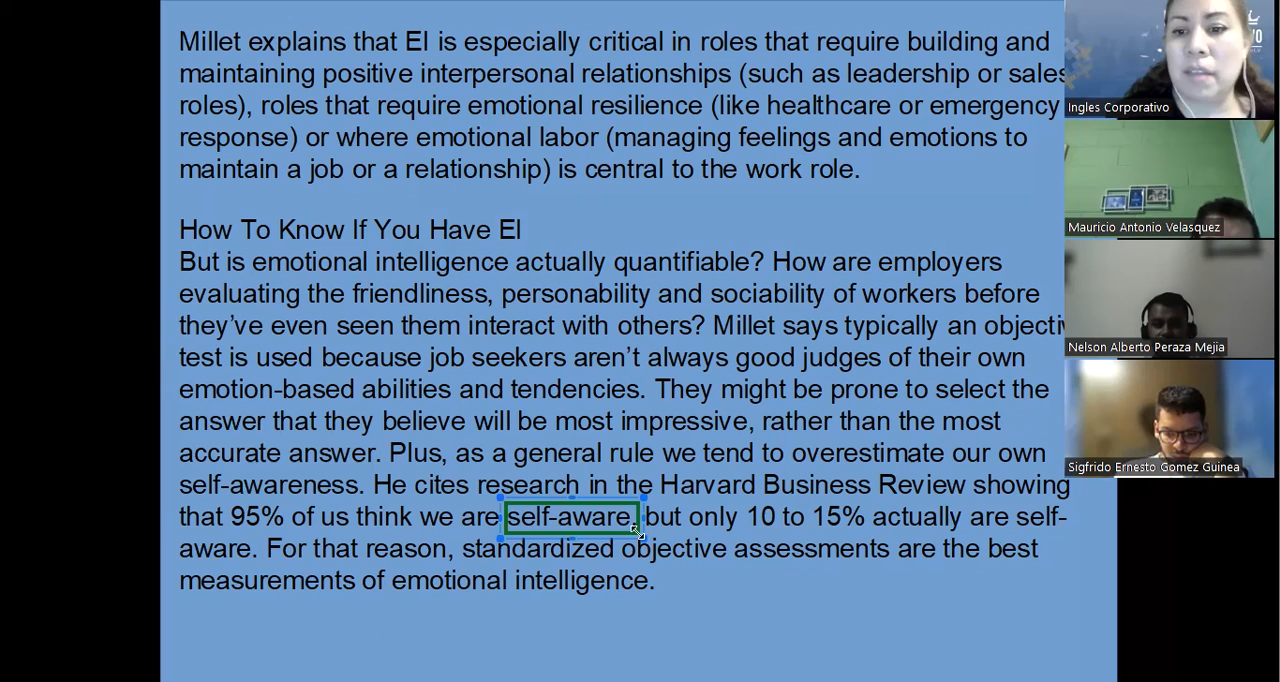 Millet explains that EI is especially critical in roles that require building and
maintaining positive interpersonal relationships (such as leadership or sales
roles), roles that require emotional resilience (like healthcare or emergency
response) or where emotional labor (managing feelings and emotions to
maintain a job or a relationship) is central to the work role.
How To Know If You Have EI
But is emotional intelligence actually quantifiable? How are employers
evaluating the friendliness, personability and sociability of workers before
they’ve even seen them interact with others? Millet says typically an objectiv
test is used because job seekers aren’t always good judges of their own
emotion-based abilities and tendencies. They might be prone to select the
answer that they believe will be most impressive, rather than the most
accurate answer. Plus, as a general rule we tend to overestimate our own
self-awareness. He cites research in the Harvard Business Review showing
that 95% of us think we are self-aware, but only 10 to 15% actually are self-
aware. For that reason, standardized objective assessments are the best
measurements of emotional intelligence.
Ingles Corporativo
Mauricio Antonio Velasquez
Nelson Alberto Peraza Mejia
Sigfrido Ernesto Gomez Guinea